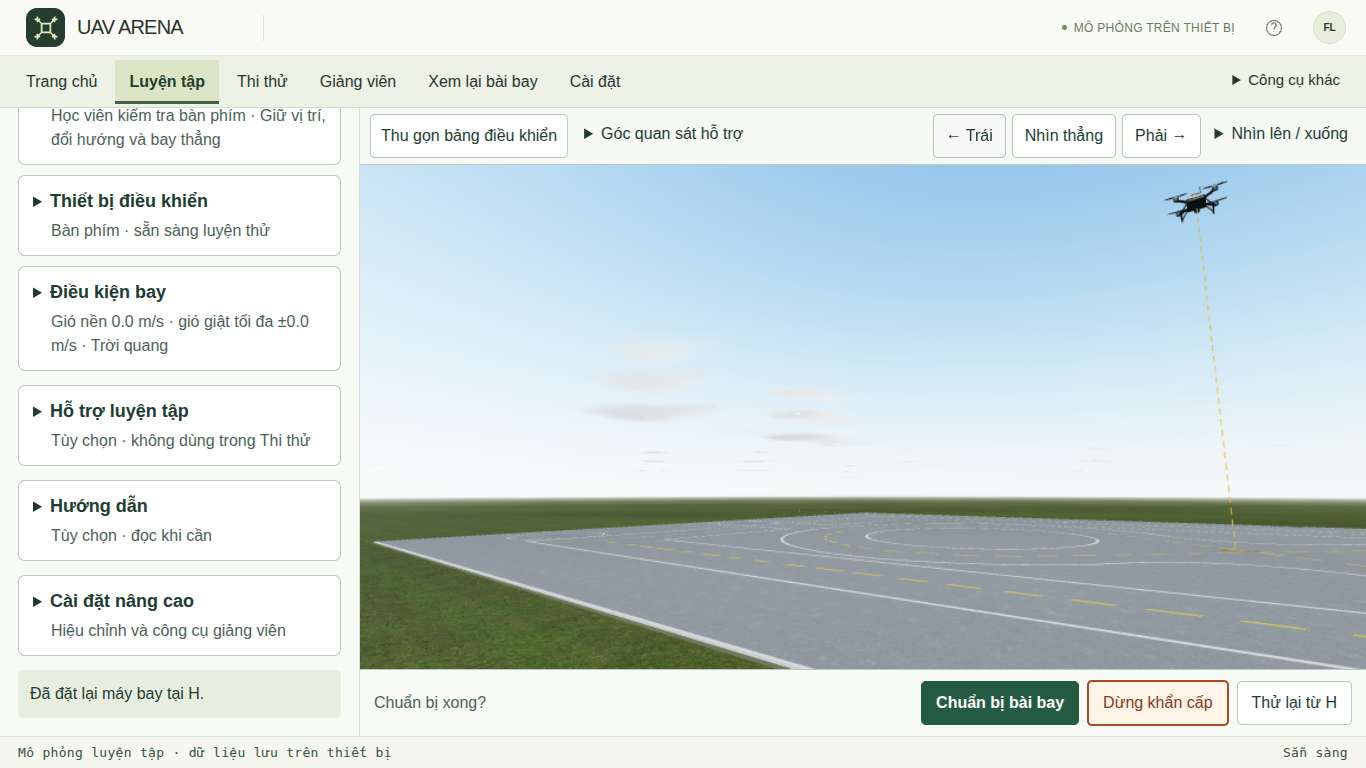 UAV ARENA
MÔ PHỎNG TRÊN THIẾT BỊ
FL
Trang chủ
Luyện tập
Thi thử
Giảng viên
Xem lại bài bay
Cài đặt
Công cụ khác
Học viên kiểm tra bàn phím · Giữ vị trí,
đổi hướng và bay thẳng
Thiết bị điều khiển
Bàn phím · sẵn sàng luyện thử
Điều kiện bay
Gió nền 0.0 m/s · gió giật tối đa ±0.0
m/s · Trời quang
Hỗ trợ luyện tập
Tùy chọn · không dùng trong Thi thử
Hướng dẫn
Tùy chọn · đọc khi cần
Cài đặt nâng cao
Hiệu chỉnh và công cụ giảng viên
Đã đặt lại máy bay tại H.
Thu gọn bảng điều khiển
Góc quan sát hỗ trợ
← Trái
Nhìn thẳng
Phải →
Nhìn lên / xuống
Chuẩn bị xong?
Chuẩn bị bài bay
Dừng khẩn cấp
Thử lại từ H
Mô phỏng luyện tập · dữ liệu lưu trên thiết bị
Sẵn sàng